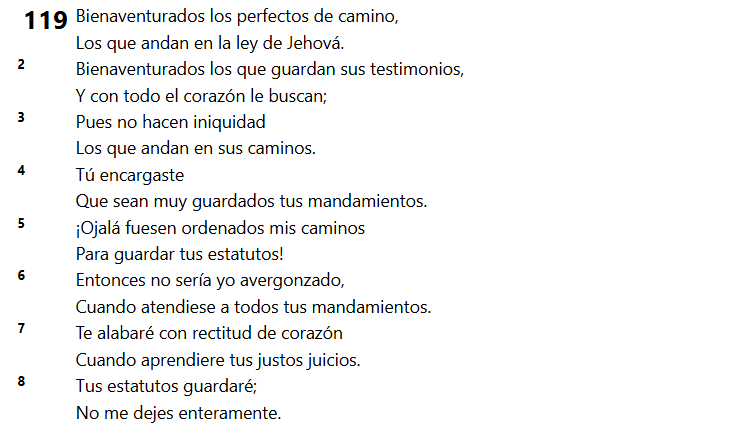 119 Bienaventurados los perfectos de camino,
Los que andan en la ley de Jehová.
2 Bienaventurados los que guardan sus testimonios,
Y con todo el corazón le buscan;
3 Pues no hacen iniquidad
Los que andan en sus caminos.
4 Tú encargaste
Que sean muy guardados tus mandamientos.
5 ¡Ojalá fuesen ordenados mis caminos
Para guardar tus estatutos!
6 Entonces no sería yo avergonzado,
Cuando atendiese a todos tus mandamientos.
7 Te alabaré con rectitud de corazón
Cuando aprendiere tus justos juicios.
8 Tus estatutos guardaré;
No me dejes enteramente.